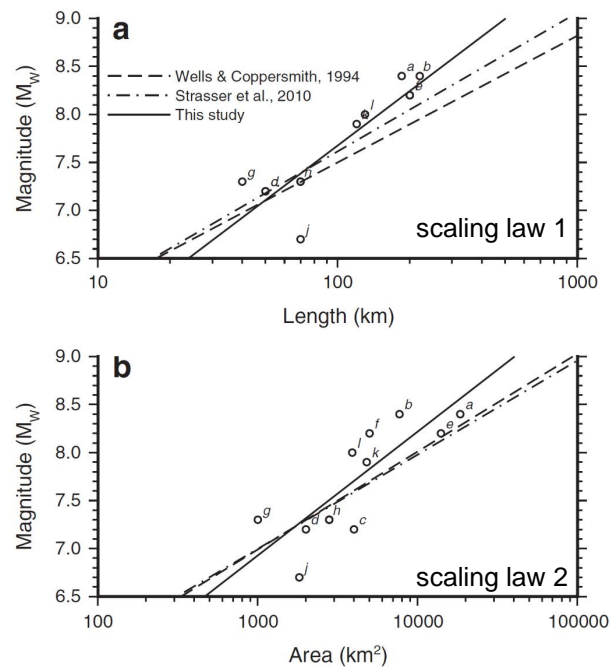 a
9.0
8.5
8.0
7.5
7.0
6.5
Magnitude (M_W)
Wells & Coppersmith, 1994
Strasser et al., 2010
This study
a b
e
l
g
d
h
j
scaling law 1
10 100 1000
Length (km)
b
9.0
8.5
8.0
7.5
7.0
6.5
Magnitude (M_W)
b a
f e
l
k
g
d h c
j
scaling law 2
100 1000 10000 100000
Area (km²)